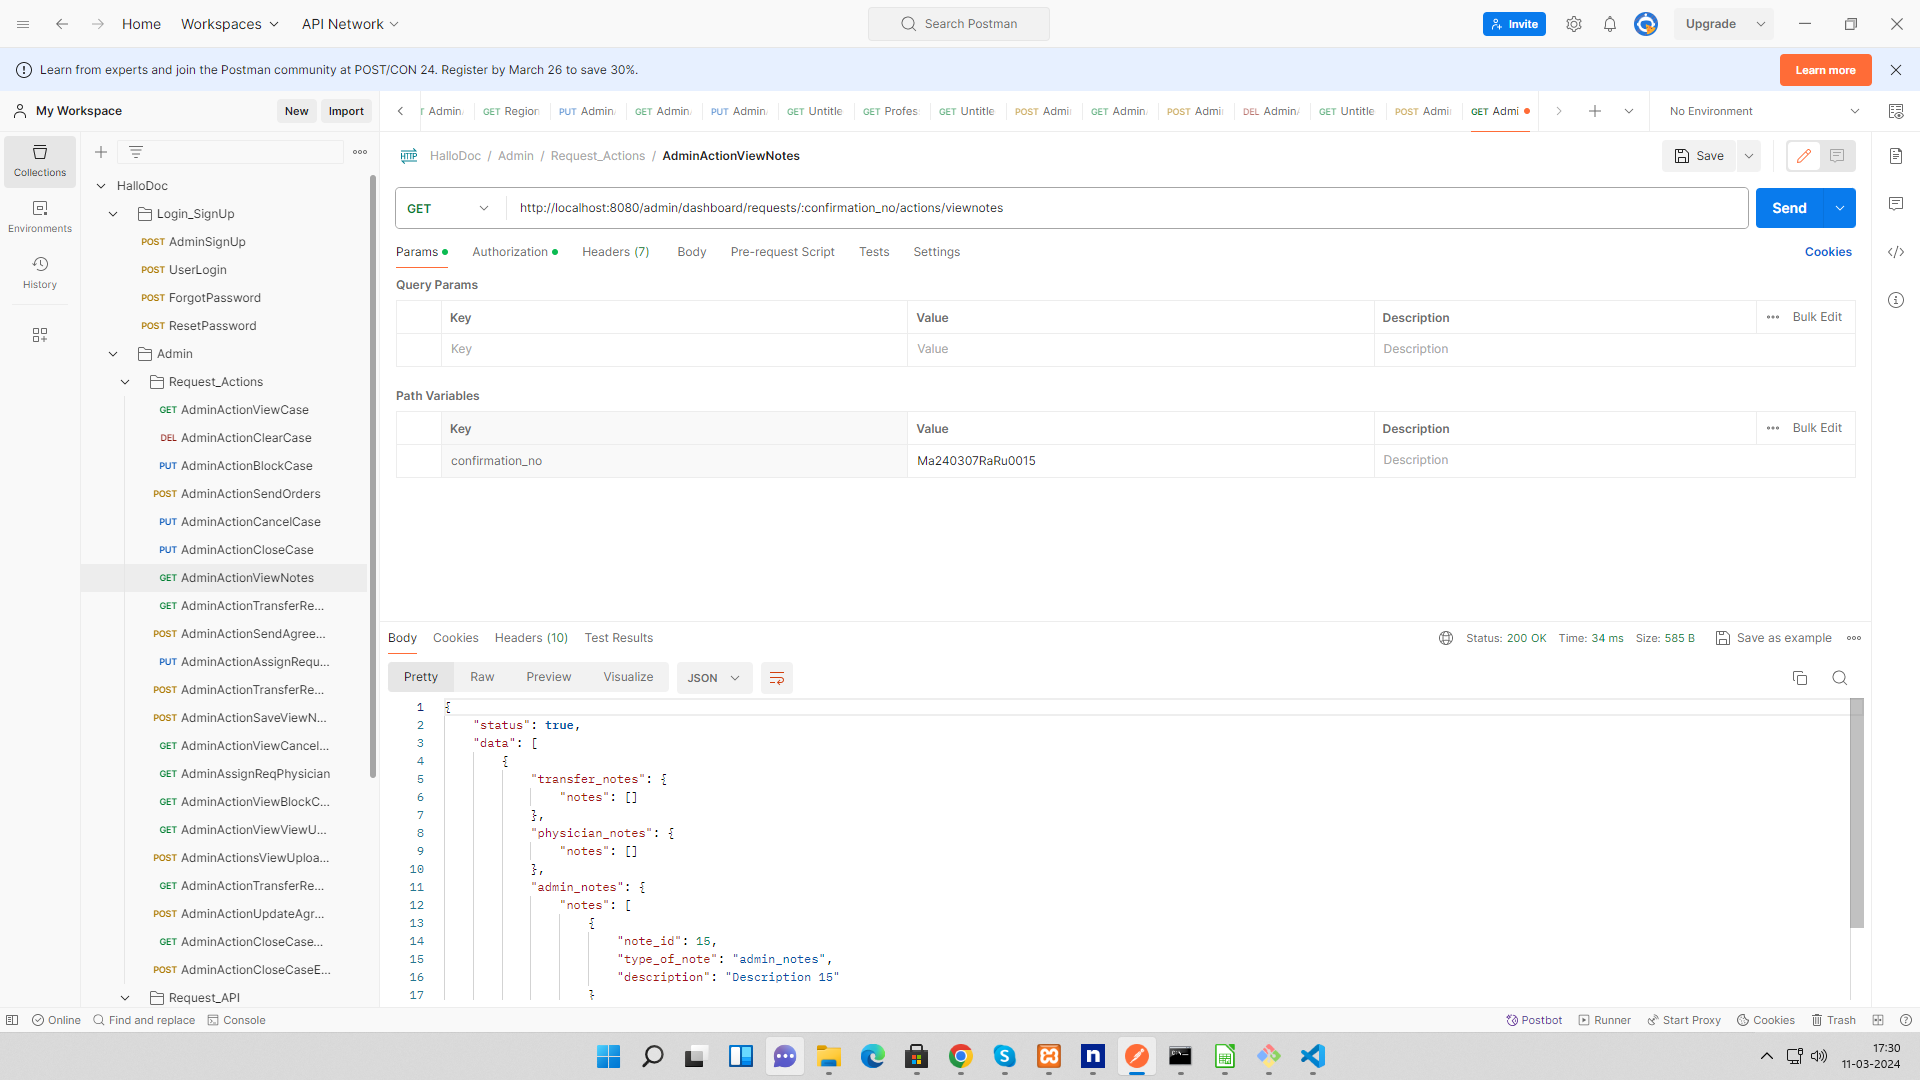 Home
Workspaces
API Network
Search Postman
Invite
Upgrade
Learn from experts and join the Postman community at POST/CON 24. Register by March 26 to save 30%.
Learn more
My Workspace
New
Import
Admin
GET Region
PUT Admin
GET Admin
PUT Admin
GET Untitle
GET Profes
GET Untitle
POST Admi
GET Admin
POST Admi
DEL Admin
GET Untitle
POST Admi
GET Admi
No Environment
Collections
Environments
History
HalloDoc
Login_SignUp
POST AdminSignUp
POST UserLogin
POST ForgotPassword
POST ResetPassword
Admin
Request_Actions
GET AdminActionViewCase
DEL AdminActionClearCase
PUT AdminActionBlockCase
POST AdminActionSendOrders
PUT AdminActionCancelCase
PUT AdminActionCloseCase
GET AdminActionViewNotes
GET AdminActionTransferRe...
POST AdminActionSendAgree...
PUT AdminActionAssignRequ...
POST AdminActionTransferRe...
POST AdminActionSaveViewN...
GET AdminActionViewCancel...
GET AdminAssignReqPhysician
GET AdminActionViewBlockC...
GET AdminActionViewViewU...
POST AdminActionsViewUploa...
GET AdminActionTransferRe...
POST AdminActionUpdateAgr...
GET AdminActionCloseCase...
POST AdminActionCloseCaseE...
Request_API
HTTP HalloDoc / Admin / Request_Actions / AdminActionViewNotes
Save
GET http://localhost:8080/admin/dashboard/requests/:confirmation_no/actions/viewnotes
Send
Params Authorization Headers (7) Body Pre-request Script Tests Settings
Cookies
Query Params
Key Value Description Bulk Edit
Key Value Description
Path Variables
Key Value Description Bulk Edit
confirmation_no Ma240307RaRu0015 Description
Body Cookies Headers (10) Test Results
Status: 200 OK Time: 34 ms Size: 585 B Save as example
Pretty Raw Preview Visualize JSON
1 {
2 "status": true,
3 "data": [
4 {
5 "transfer_notes": {
6 "notes": []
7 },
8 "physician_notes": {
9 "notes": []
10 },
11 "admin_notes": {
12 "notes": [
13 {
14 "note_id": 15,
15 "type_of_note": "admin_notes",
16 "description": "Description 15"
17 }
Online Find and replace Console
Postbot Runner Start Proxy Cookies Trash
17:30
11-03-2024